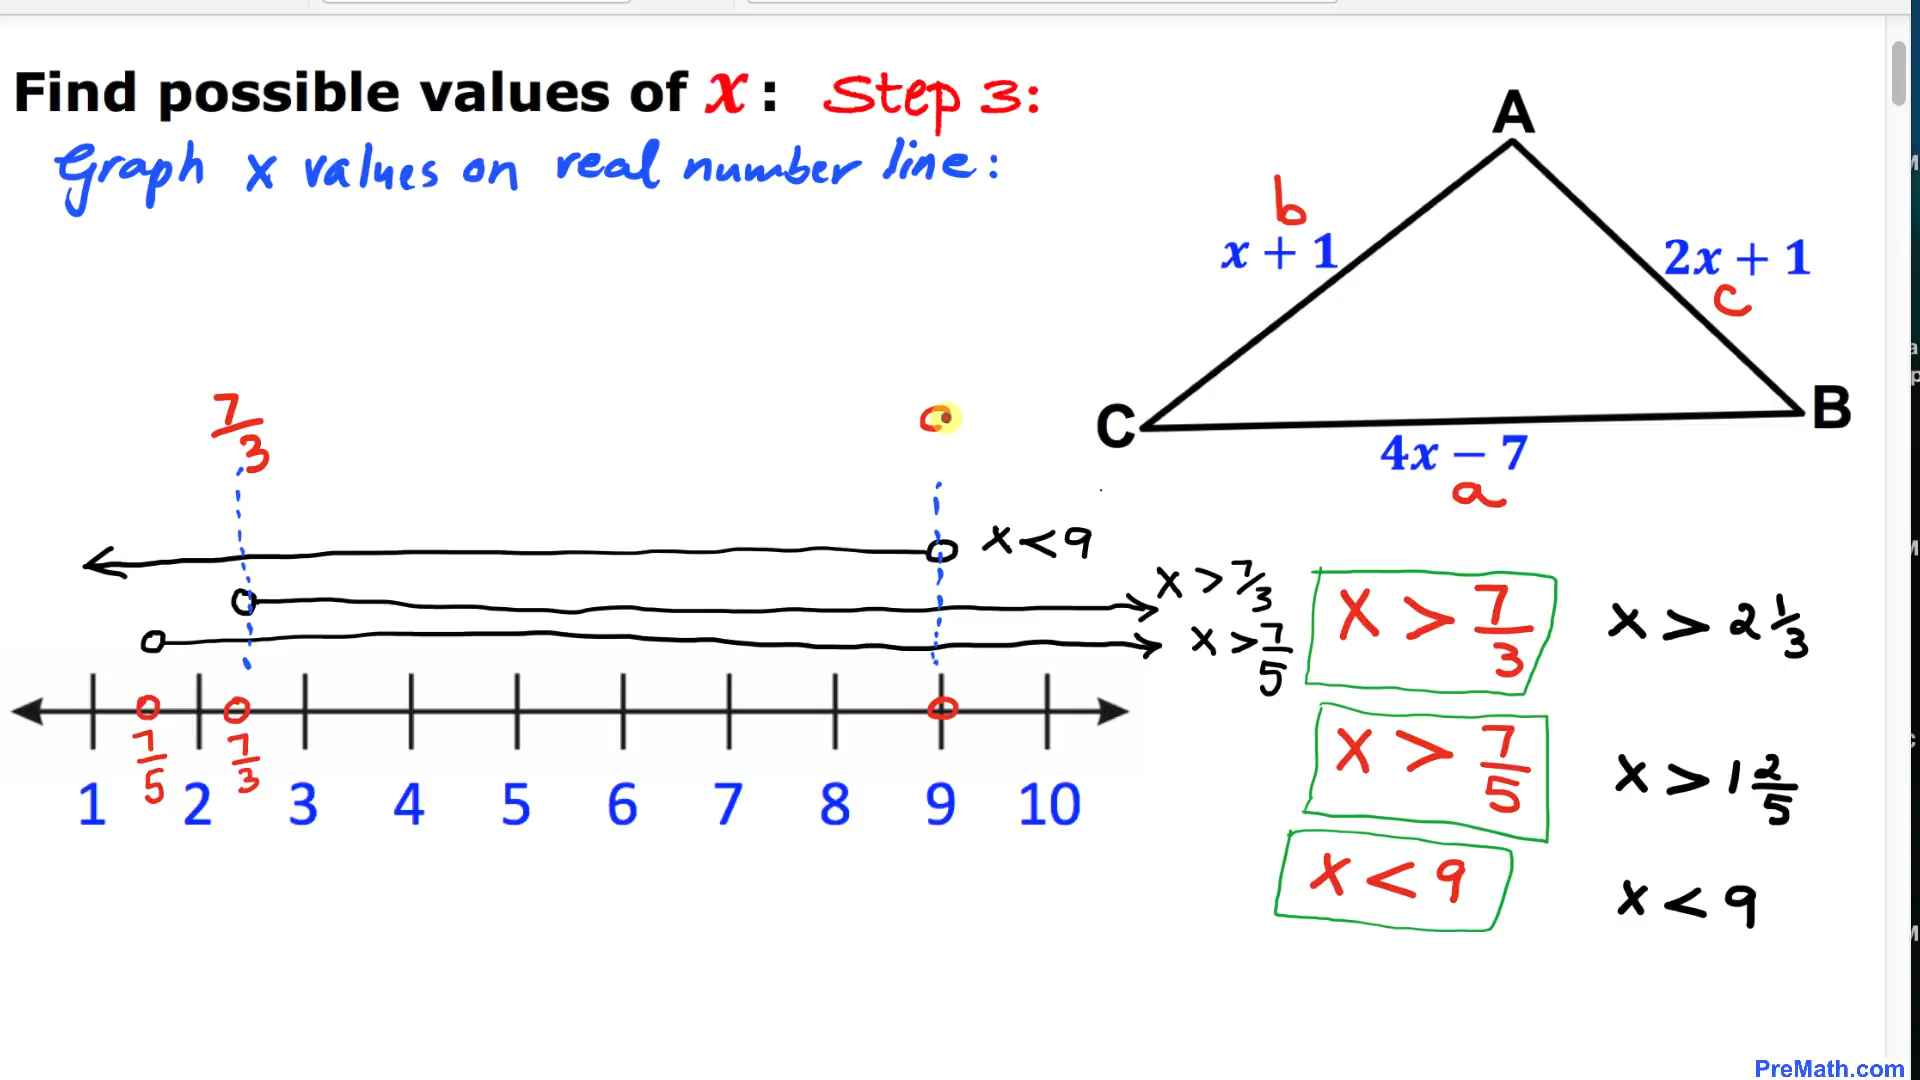 Find possible values of x: Step 3:
Graph x values on real number line:
A
b
x + 1
2x + 1
c
C
B
4x − 7
a
7/3
x < 9
x > 7/3
x > 7/5
x > 7/3
x > 2 1/3
x > 7/5
x > 1 2/5
x < 9
x < 9
7/5
7/3
1 2 3 4 5 6 7 8 9 10
PreMath.com